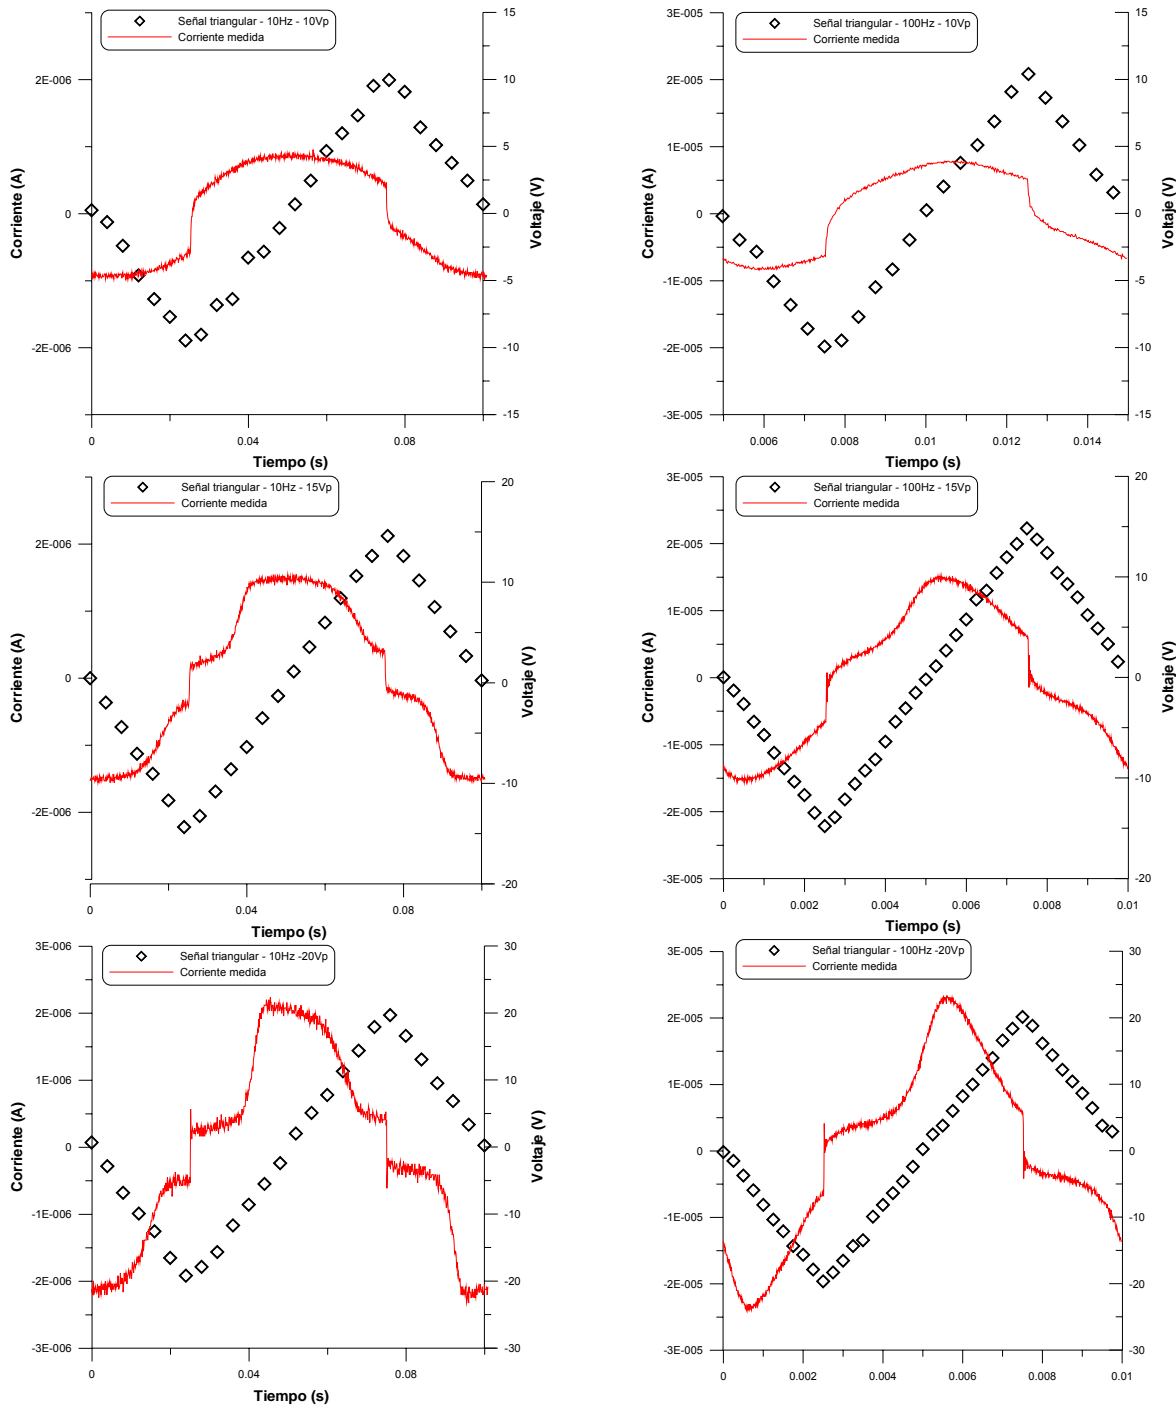 Señal triangular - 10Hz - 10Vp
Corriente medida
2E-006
0
-2E-006
Corriente (A)
15
10
5
0
-5
-10
-15
Voltaje (V)
0
0.04
0.08
Tiempo (s)
Señal triangular - 100Hz - 10Vp
Corriente medida
3E-005
2E-005
1E-005
0
-1E-005
-2E-005
-3E-005
Corriente (A)
15
10
5
0
-5
-10
-15
Voltaje (V)
0.006
0.008
0.01
0.012
0.014
Tiempo (s)
Señal triangular - 10Hz - 15Vp
Corriente medida
2E-006
0
-2E-006
Corriente (A)
20
10
0
-10
-20
Voltaje (V)
0
0.04
0.08
Tiempo (s)
Señal triangular - 100Hz - 15Vp
Corriente medida
3E-005
2E-005
1E-005
0
-1E-005
-2E-005
-3E-005
Corriente (A)
20
10
0
-10
-20
Voltaje (V)
0
0.002
0.004
0.006
0.008
0.01
Tiempo (s)
Señal triangular - 10Hz -20Vp
Corriente medida
3E-006
2E-006
1E-006
0
-1E-006
-2E-006
-3E-006
Corriente (A)
30
20
10
0
-10
-20
-30
Voltaje (V)
0
0.04
0.08
Tiempo (s)
Señal triangular - 100Hz -20Vp
Corriente medida
3E-005
2E-005
1E-005
0
-1E-005
-2E-005
-3E-005
Corriente (A)
30
20
10
0
-10
-20
-30
Voltaje (V)
0
0.002
0.004
0.006
0.008
0.01
Tiempo (s)